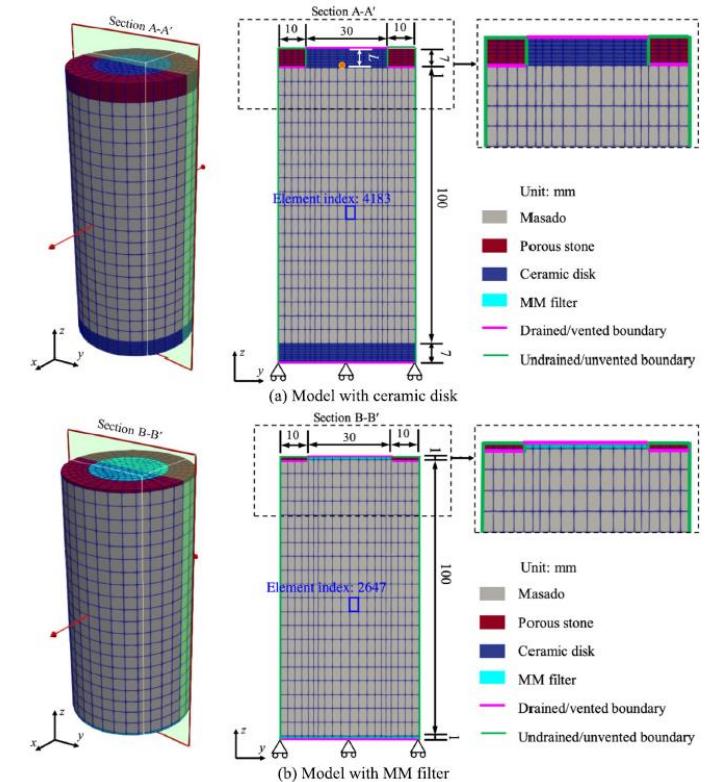 Section A-A′
z
x
y
Section A-A′
10
30
10
L
7
1
100
7
Element index: 4183
z
y
Unit: mm
Masado
Porous stone
Ceramic disk
MM filter
Drained/vented boundary
Undrained/unvented boundary
(a) Model with ceramic disk
Section B-B′
z
x
y
Section B-B′
10
30
10
1
100
1
Element index: 2647
z
y
Unit: mm
Masado
Porous stone
Ceramic disk
MM filter
Drained/vented boundary
Undrained/unvented boundary
(b) Model with MM filter